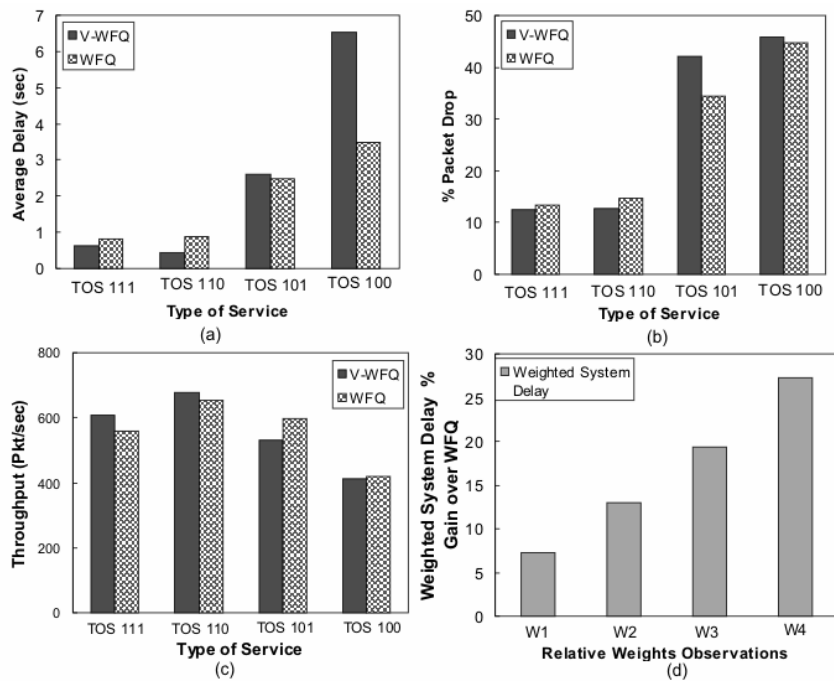 7
6
5
4
3
2
1
0
Average Delay (sec)
V-WFQ
WFQ
TOS 111
TOS 110
TOS 101
TOS 100
Type of Service
(a)
50
40
30
20
10
0
% Packet Drop
V-WFQ
WFQ
TOS 111
TOS 110
TOS 101
TOS 100
Type of Service
(b)
800
600
400
200
0
Throughput (Pkt/sec)
V-WFQ
WFQ
TOS 111
TOS 110
TOS 101
TOS 100
Type of Service
(c)
30
25
20
15
10
5
0
Weighted System Delay %
Gain over WFQ
Weighted System
Delay
W1
W2
W3
W4
Relative Weights Observations
(d)